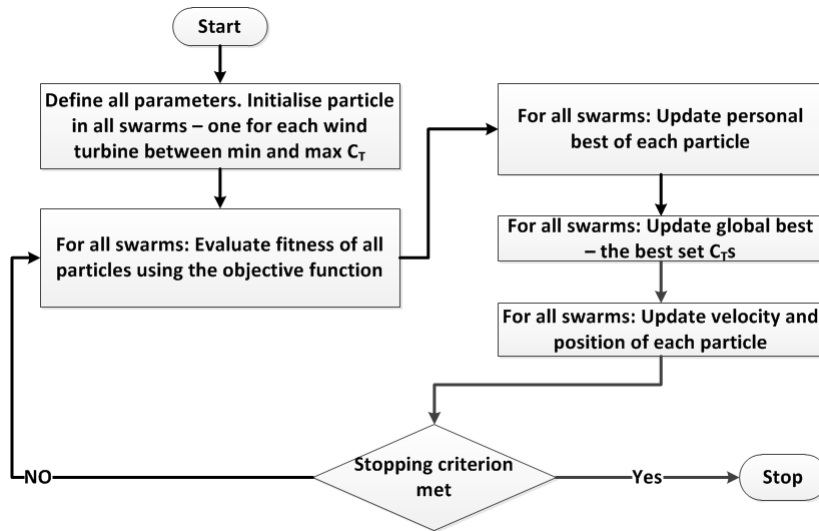 Start
Define all parameters. Initialise particle
in all swarms – one for each wind
turbine between min and max CT
For all swarms: Evaluate fitness of all
particles using the objective function
For all swarms: Update personal
best of each particle
For all swarms: Update global best
– the best set CTs
For all swarms: Update velocity and
position of each particle
Stopping criterion
met
NO
Yes
Stop